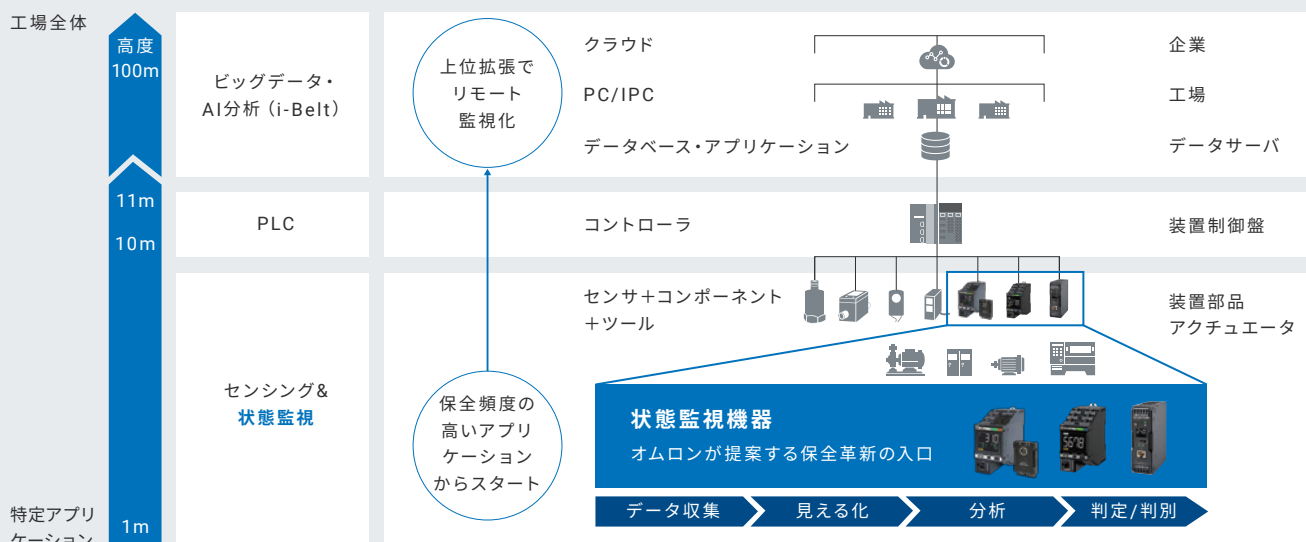 工場全体
高度
100m
ビッグデータ・
AI分析（i-Belt）
上位拡張で
リモート
監視化
クラウド
企業
PC/IPC
工場
データベース・アプリケーション
データサーバ
11m
10m
PLC
コントローラ
装置制御盤
センサ＋コンポーネント
＋ツール
装置部品
アクチュエータ
センシング＆
状態監視
保全頻度の
高いアプリ
ケーション
からスタート
状態監視機器
オムロンが提案する保全革新の入口
データ収集
見える化
分析
判定/判別
特定アプリ
ケーション
1m